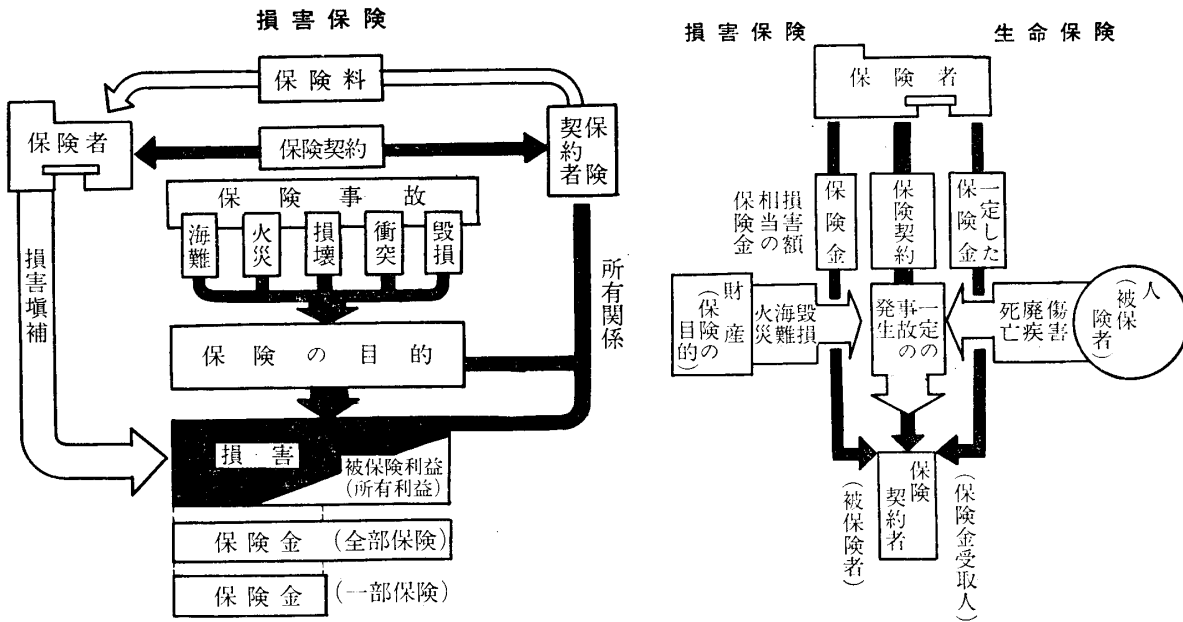 損害保険
保険料
保険者
保険契約
保険
契約者
保険事故
海難
火災
損壊
衝突
毀損
損害塡補
所有関係
保険の目的
損害
被保険利益
(所有利益)
保険金 (全部保険)
保険金 (一部保険)
損害保険
生命保険
保険者
損害額
相当の
保険金
保険金
保険契約
一定した
保険金
財産
(保険の
目的)
毀損
海難
火災
一定の
事故の
発生
傷害
廃疾
死亡
人
(被保
険者)
(被保険者)
保険
契約者
(保険金受取人)